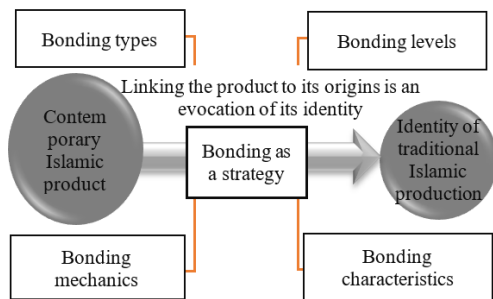 Bonding types
Bonding levels
Linking the product to its origins is an
evocation of its identity
Contem
porary
Islamic
product
Bonding as
a strategy
Identity of
traditional
Islamic
production
Bonding
mechanics
Bonding
characteristics